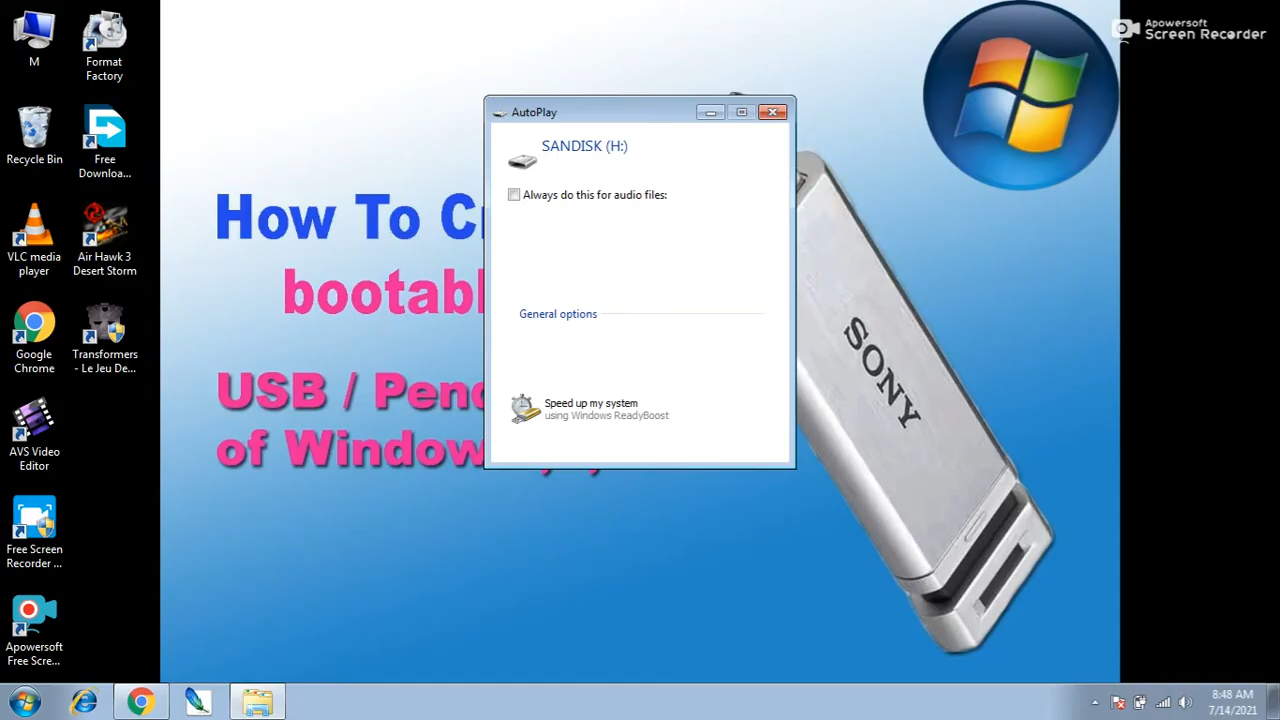 Apowersoft
Screen Recorder
M
Format
Factory
Recycle Bin
Free
Downloa...
VLC media
player
Air Hawk 3
Desert Storm
Google
Chrome
Transformers
- Le Jeu De...
AVS Video
Editor
Free Screen
Recorder ...
Apowersoft
Free Scre...
AutoPlay
SANDISK (H:)
Always do this for audio files:
General options
Speed up my system
using Windows ReadyBoost
How To C
bootabl
USB / Pen
of Window
SONY
8:48 AM
7/14/2021